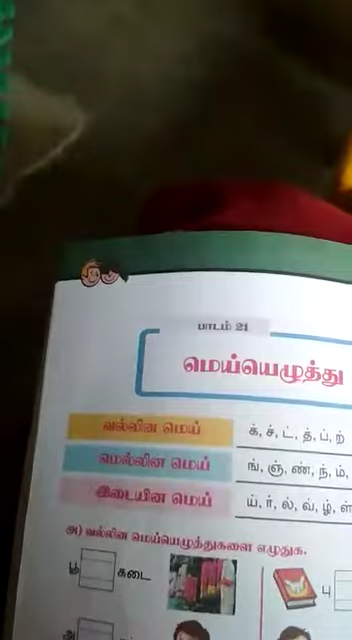 பாடம் 21
மெய்யெழுத்து
வல்லின மெய் க், ச், ட், த், ப், ற்
மெல்லின மெய் ங், ஞ், ண், ந், ம்,
இடையின மெய் ய், ர், ல், வ், ழ், ள்
அ) வல்லின மெய்யெழுத்துகளை எழுதுக.
கடை பு